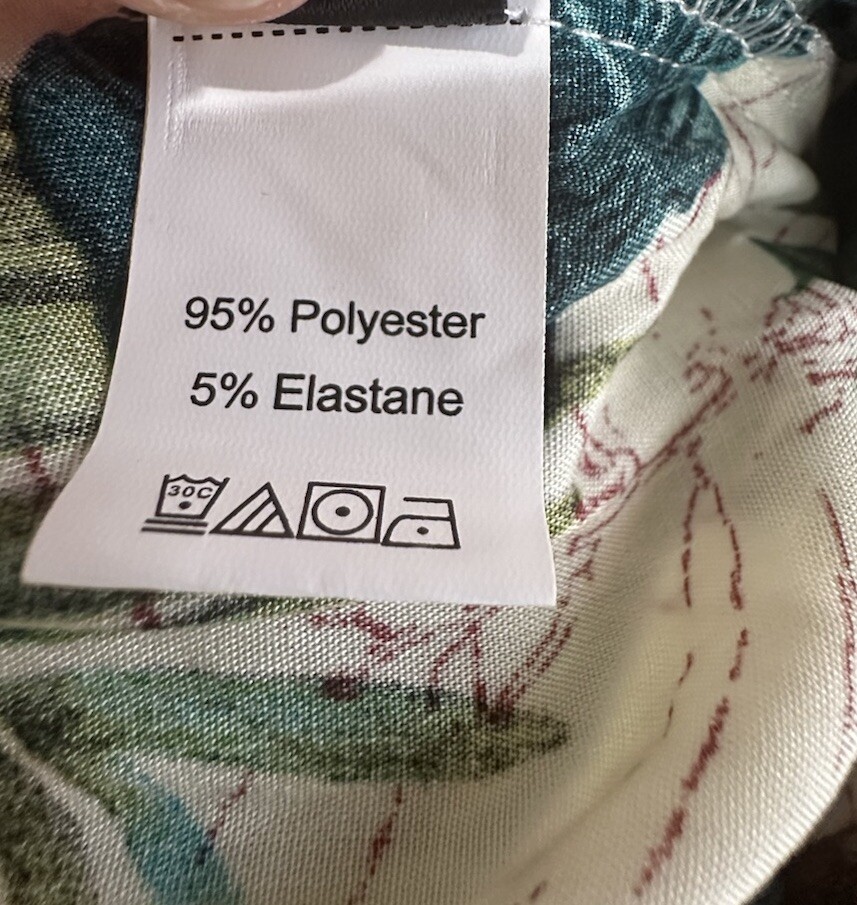 95% Polyester
5% Elastane
30C